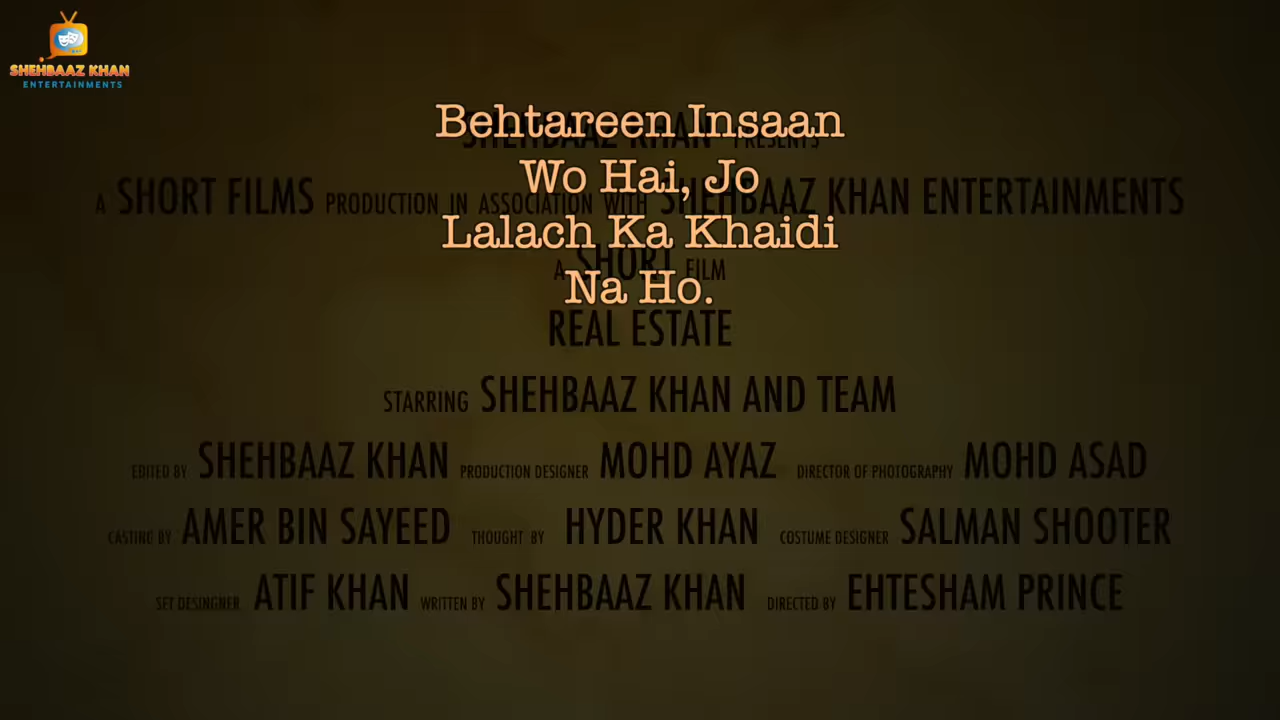 SHEHBAAZ KHAN
ENTERTAINMENTS
Behtareen Insaan
Wo Hai, Jo
Lalach Ka Khaidi
Na Ho.
SHEHBAAZ KHAN PRESENTS
A SHORT FILMS PRODUCTION IN ASSOCIATION WITH SHEHBAAZ KHAN ENTERTAINMENTS
A SHORT FILM
REAL ESTATE
STARRING SHEHBAAZ KHAN AND TEAM
EDITED BY SHEHBAAZ KHAN PRODUCTION DESIGNER MOHD AYAZ DIRECTOR OF PHOTOGRAPHY MOHD ASAD
CASTING BY AMER BIN SAYEED THOUGHT BY HYDER KHAN COSTUME DESIGNER SALMAN SHOOTER
SET DESINGNER ATIF KHAN WRITTEN BY SHEHBAAZ KHAN DIRECTED BY EHTESHAM PRINCE